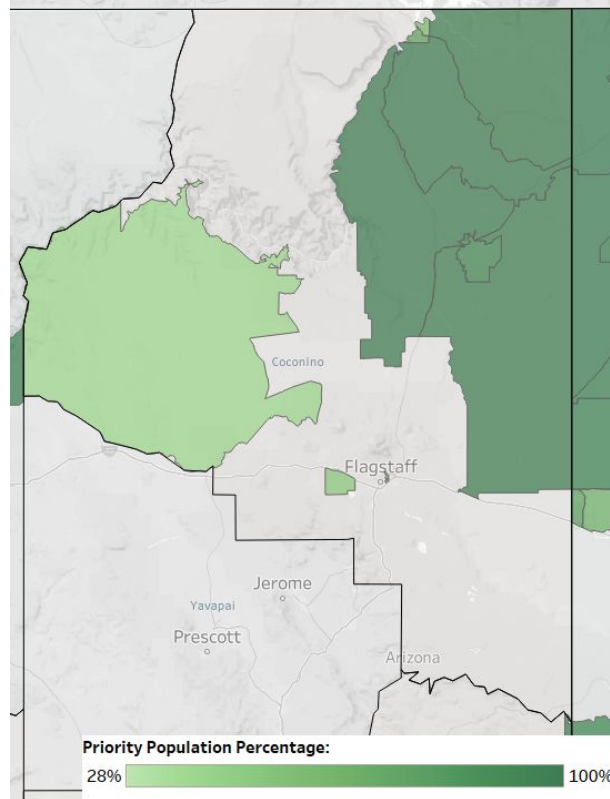 Coconino
Flagstaff
Jerome
Yavapai
Prescott
Arizona
Priority Population Percentage:
28% 100%